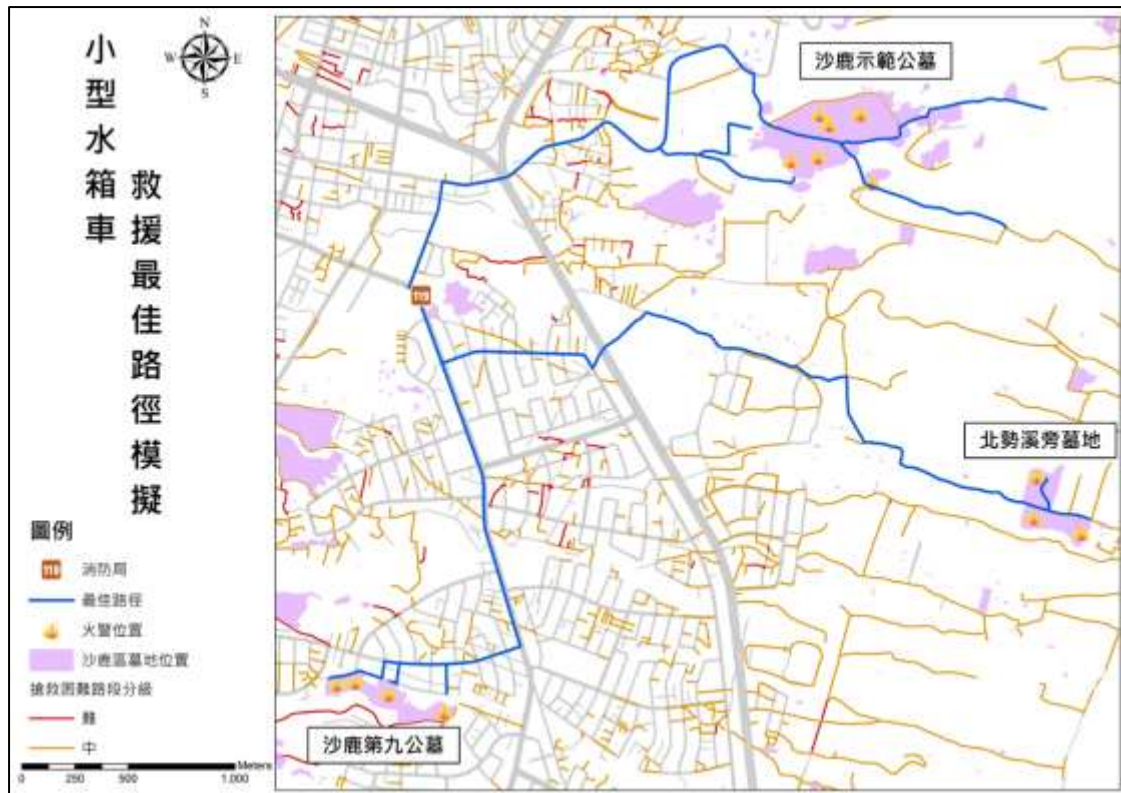 小型水箱車
救援最佳路徑模擬
N
W
E
S
沙鹿示範公墓
119
北勢溪旁墓地
沙鹿第九公墓
圖例
119
消防局
最佳路徑
火警位置
沙鹿區墓地位置
搶救困難路段分級
難
中
0 250 500 1,000 Meters